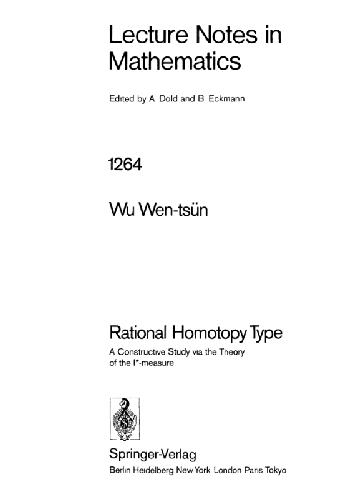 Lecture Notes in
Mathematics
Edited by A. Dold and B. Eckmann
1264
Wu Wen-tsün
Rational Homotopy Type
A Constructive Study via the Theory
of the I*-measure
Springer-Verlag
Berlin Heidelberg New York London Paris Tokyo